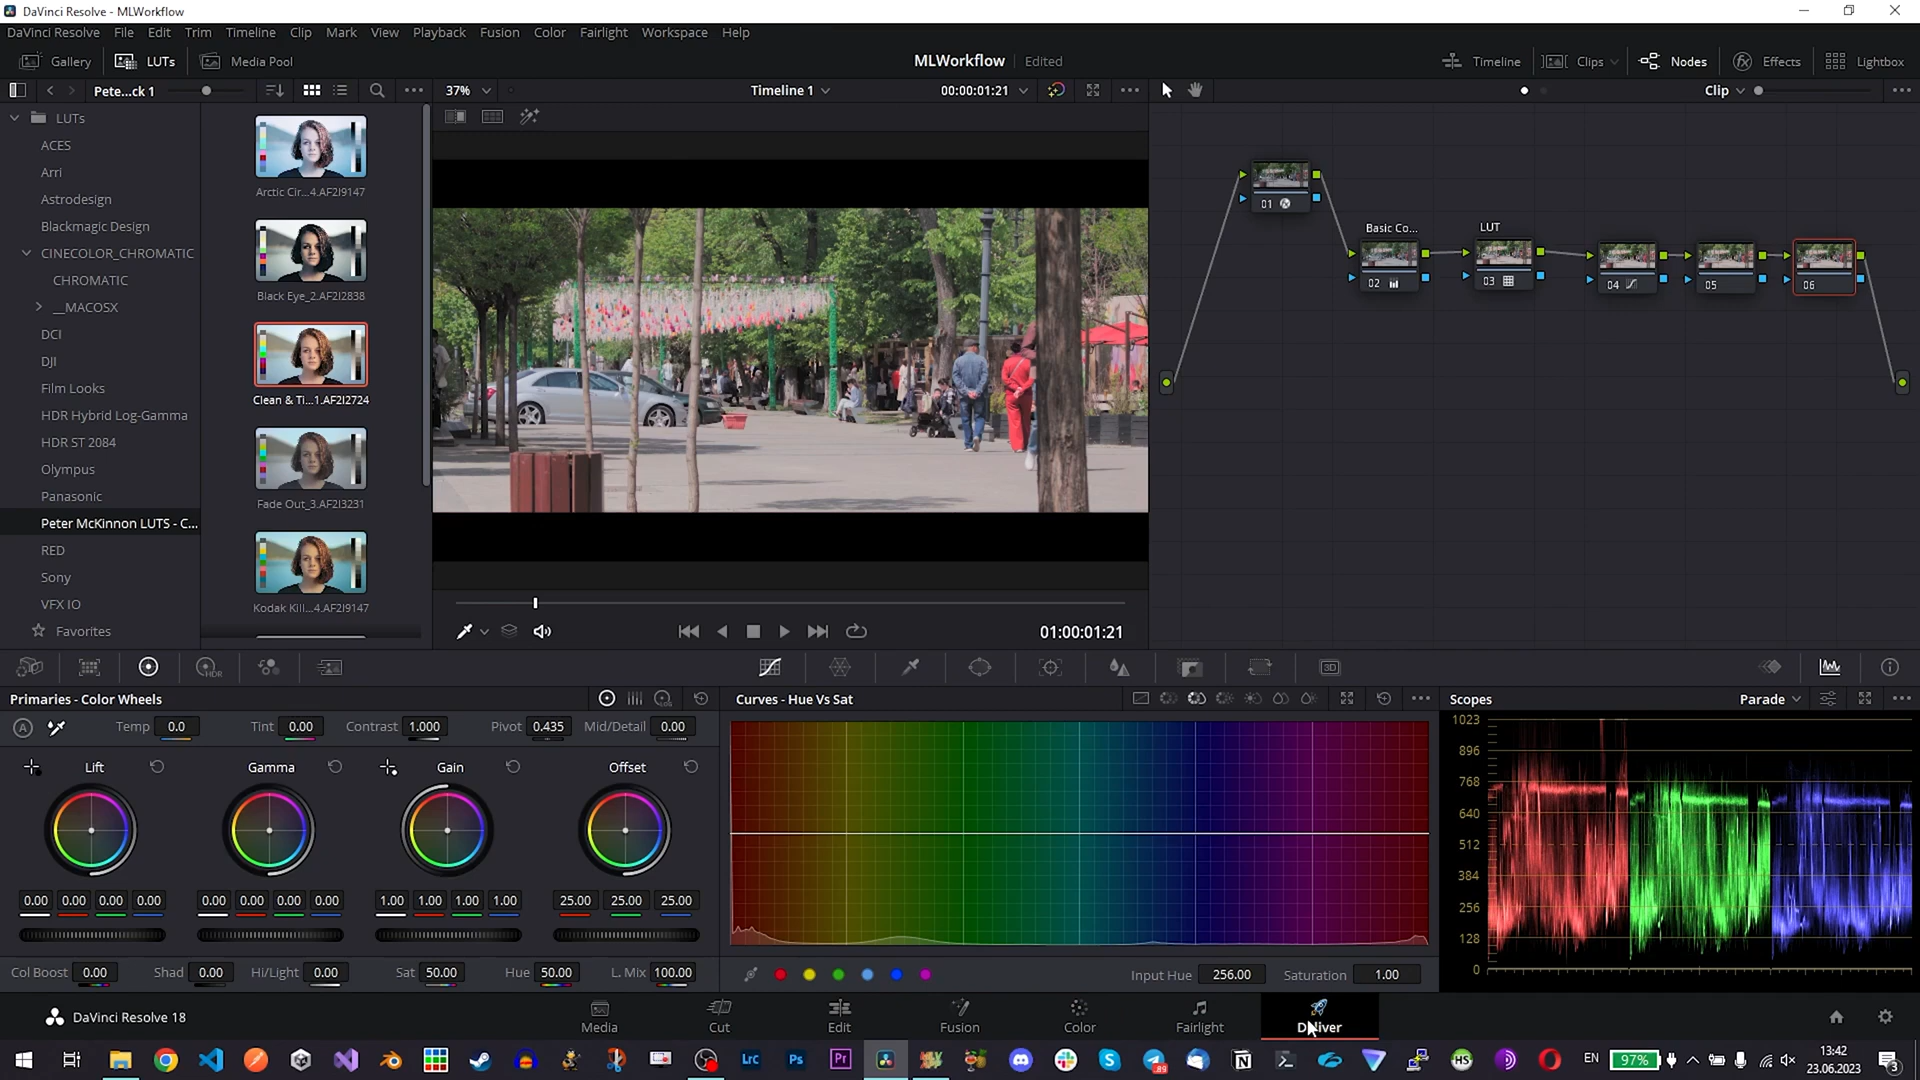 DaVinci Resolve - MLWorkflow
DaVinci Resolve File Edit Trim Timeline Clip Mark View Playback Fusion Color Fairlight Workspace Help
Gallery LUTs Media Pool MLWorkflow Edited Timeline Clips Nodes Effects Lightbox
Pete...ck 1 37% Timeline 1 00:00:01:21 Clip
LUTs
ACES
Arri
Astrodesign
Blackmagic Design
CINECOLOR_CHROMATIC
CHROMATIC
__MACOSX
DCI
DJI
Film Looks
HDR Hybrid Log-Gamma
HDR ST 2084
Olympus
Panasonic
Peter McKinnon LUTS - C...
RED
Sony
VFX IO
Favorites
Arctic Cir...4.AF2I9147
Black Eye_2.AF2I2838
Clean & Ti...1.AF2I2724
Fade Out_3.AF2I3231
Kodak Kill...4.AF2I9147
01:00:01:21
01
Basic Co...
02
LUT
03
04
05
06
Primaries - Color Wheels
Temp 0.0 Tint 0.00 Contrast 1.000 Pivot 0.435 Mid/Detail 0.00
Lift Gamma Gain Offset
0.00 0.00 0.00 0.00 0.00 0.00 0.00 0.00 1.00 1.00 1.00 1.00 25.00 25.00 25.00
Col Boost 0.00 Shad 0.00 Hi/Light 0.00 Sat 50.00 Hue 50.00 L. Mix 100.00
Curves - Hue Vs Sat
Input Hue 256.00 Saturation 1.00
Scopes Parade
1023
896
768
640
512
384
256
128
0
HDR
3D
DaVinci Resolve 18
Media Cut Edit Fusion Color Fairlight Deliver
Lrc Ps Pr 89 N HS EN 97% 13:42
23.06.2023 3